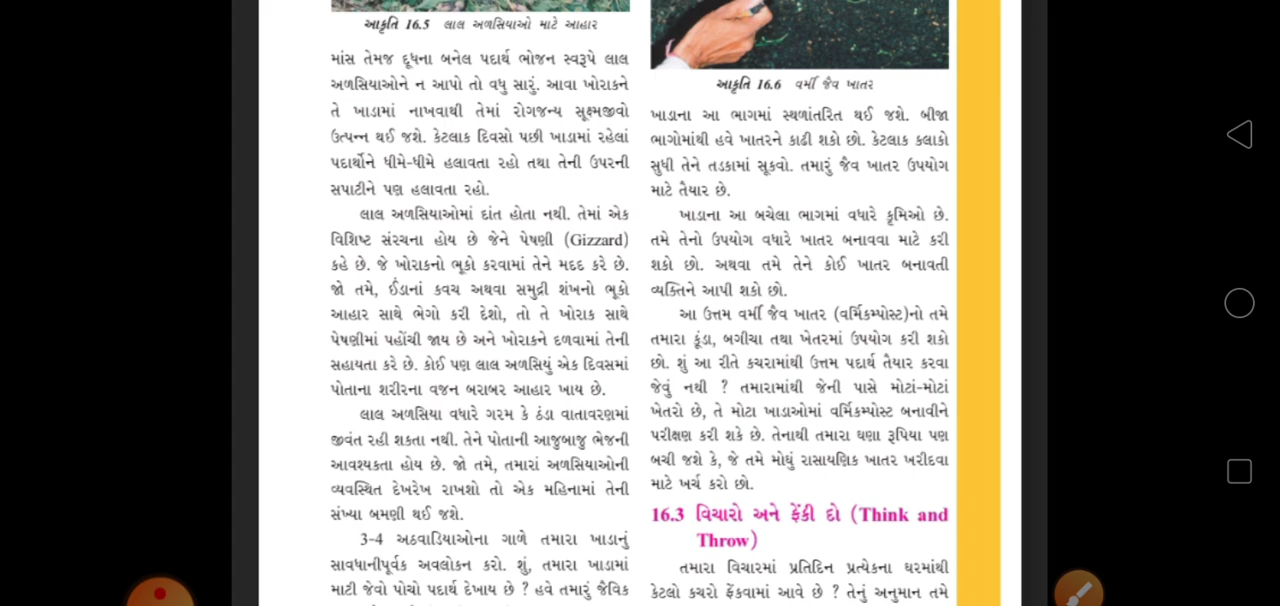 આકૃતિ 16.5 લાલ અળસિયાઓ માટે આહાર
માંસ તેમજ દૂધના બનેલ પદાર્થ ભોજન સ્વરૂપે લાલ
અળસિયાઓને ન આપો તો વધુ સારું. આવા ખોરાકને
તે ખાડામાં નાખવાથી તેમાં રોગજન્ય સૂક્ષ્મજીવો
ઉત્પન્ન થઈ જશે. કેટલાક દિવસો પછી ખાડામાં રહેલાં
પદાર્થોને ધીમે-ધીમે હલાવતા રહો તથા તેની ઉપરની
સપાટીને પણ હલાવતા રહો.
લાલ અળસિયાઓમાં દાંત હોતા નથી. તેમાં એક
વિશિષ્ટ સંરચના હોય છે જેને પેષણી (Gizzard)
કહે છે. જે ખોરાકનો ભૂકો કરવામાં તેને મદદ કરે છે.
જો તમે, ઈંડાનાં કવચ અથવા સમુદ્રી શંખનો ભૂકો
આહાર સાથે ભેગો કરી દેશો, તો તે ખોરાક સાથે
પેષણીમાં પહોંચી જાય છે અને ખોરાકને દળવામાં તેની
સહાયતા કરે છે. કોઈ પણ લાલ અળસિયું એક દિવસમાં
પોતાના શરીરના વજન બરાબર આહાર ખાય છે.
લાલ અળસિયા વધારે ગરમ કે ઠંડા વાતાવરણમાં
જીવંત રહી શકતા નથી. તેને પોતાની આજુબાજુ ભેજની
આવશ્યકતા હોય છે. જો તમે, તમારાં અળસિયાઓની
વ્યવસ્થિત દેખરેખ રાખશો તો એક મહિનામાં તેની
સંખ્યા બમણી થઈ જશે.
3-4 અઠવાડિયાઓના ગાળે તમારા ખાડાનું
સાવધાનીપૂર્વક અવલોકન કરો. શું, તમારા ખાડામાં
માટી જેવો પોચો પદાર્થ દેખાય છે ? હવે તમારું જૈવિક
આકૃતિ 16.6 વર્મી જૈવ ખાતર
ખાડાના આ ભાગમાં સ્થળાંતરિત થઈ જશે. બીજા
ભાગોમાંથી હવે ખાતરને કાઢી શકો છો. કેટલાક કલાકો
સુધી તેને તડકામાં સૂકવો. તમારું જૈવ ખાતર ઉપયોગ
માટે તૈયાર છે.
ખાડાના આ બચેલા ભાગમાં વધારે કૃમિઓ છે.
તમે તેનો ઉપયોગ વધારે ખાતર બનાવવા માટે કરી
શકો છો. અથવા તમે તેને કોઈ ખાતર બનાવતી
વ્યક્તિને આપી શકો છો.
આ ઉત્તમ વર્મી જૈવ ખાતર (વર્મિકમ્પોસ્ટ)નો તમે
તમારા કૂંડા, બગીચા તથા ખેતરમાં ઉપયોગ કરી શકો
છો. શું આ રીતે કચરામાંથી ઉત્તમ પદાર્થ તૈયાર કરવા
જેવું નથી ? તમારામાંથી જેની પાસે મોટાં-મોટાં
ખેતરો છે, તે મોટા ખાડાઓમાં વર્મિકમ્પોસ્ટ બનાવીને
પરીક્ષણ કરી શકે છે. તેનાથી તમારા ઘણા રૂપિયા પણ
બચી જશે કે, જે તમે મોઘું રાસાયણિક ખાતર ખરીદવા
માટે ખર્ચ કરો છો.
16.3 વિચારો અને ફેંકી દો (Think and
Throw)
તમારા વિચારમાં પ્રતિદિન પ્રત્યેકના ઘરમાંથી
કેટલો કચરો ફેંકવામાં આવે છે ? તેનું અનુમાન તમે